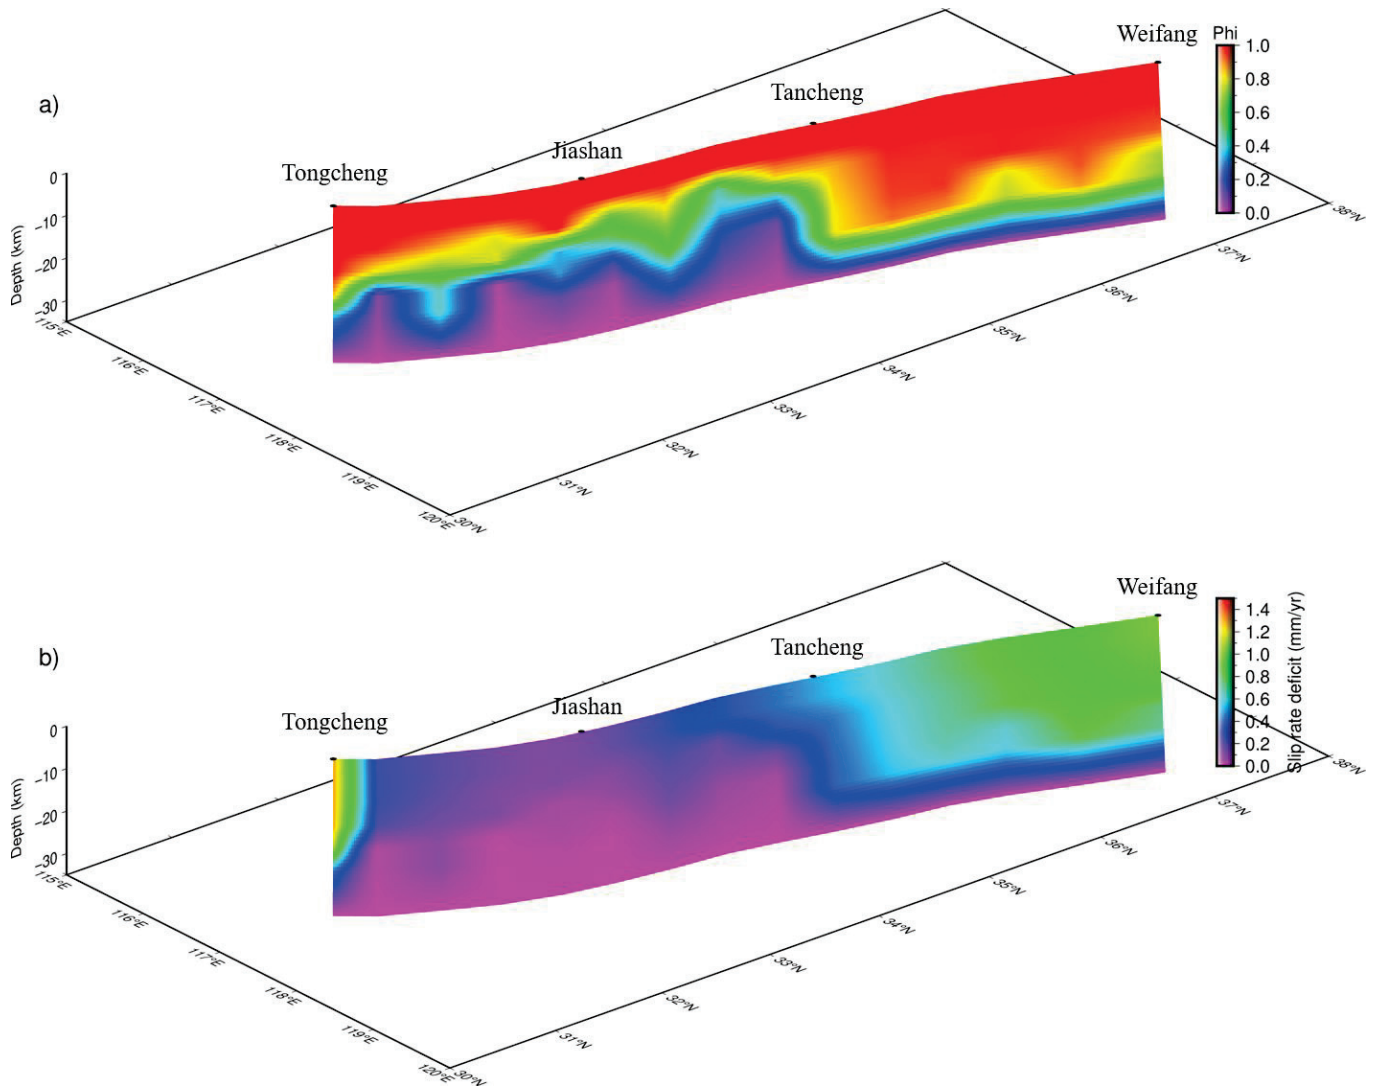 Weifang
Phi
1.0
0.8
0.6
0.4
0.2
0.0
a)
Tancheng
Jiashan
Tongcheng
Depth (km)
0
−10
−20
−30
115°E
116°E
117°E
118°E
119°E
120°E
30°N
31°N
32°N
33°N
34°N
35°N
36°N
37°N
38°N
Weifang
Slip rate deficit (mm/yr)
1.4
1.2
1.0
0.8
0.6
0.4
0.2
0.0
b)
Tancheng
Jiashan
Tongcheng
Depth (km)
0
−10
−20
−30
115°E
116°E
117°E
118°E
119°E
120°E
30°N
31°N
32°N
33°N
34°N
35°N
36°N
37°N
38°N